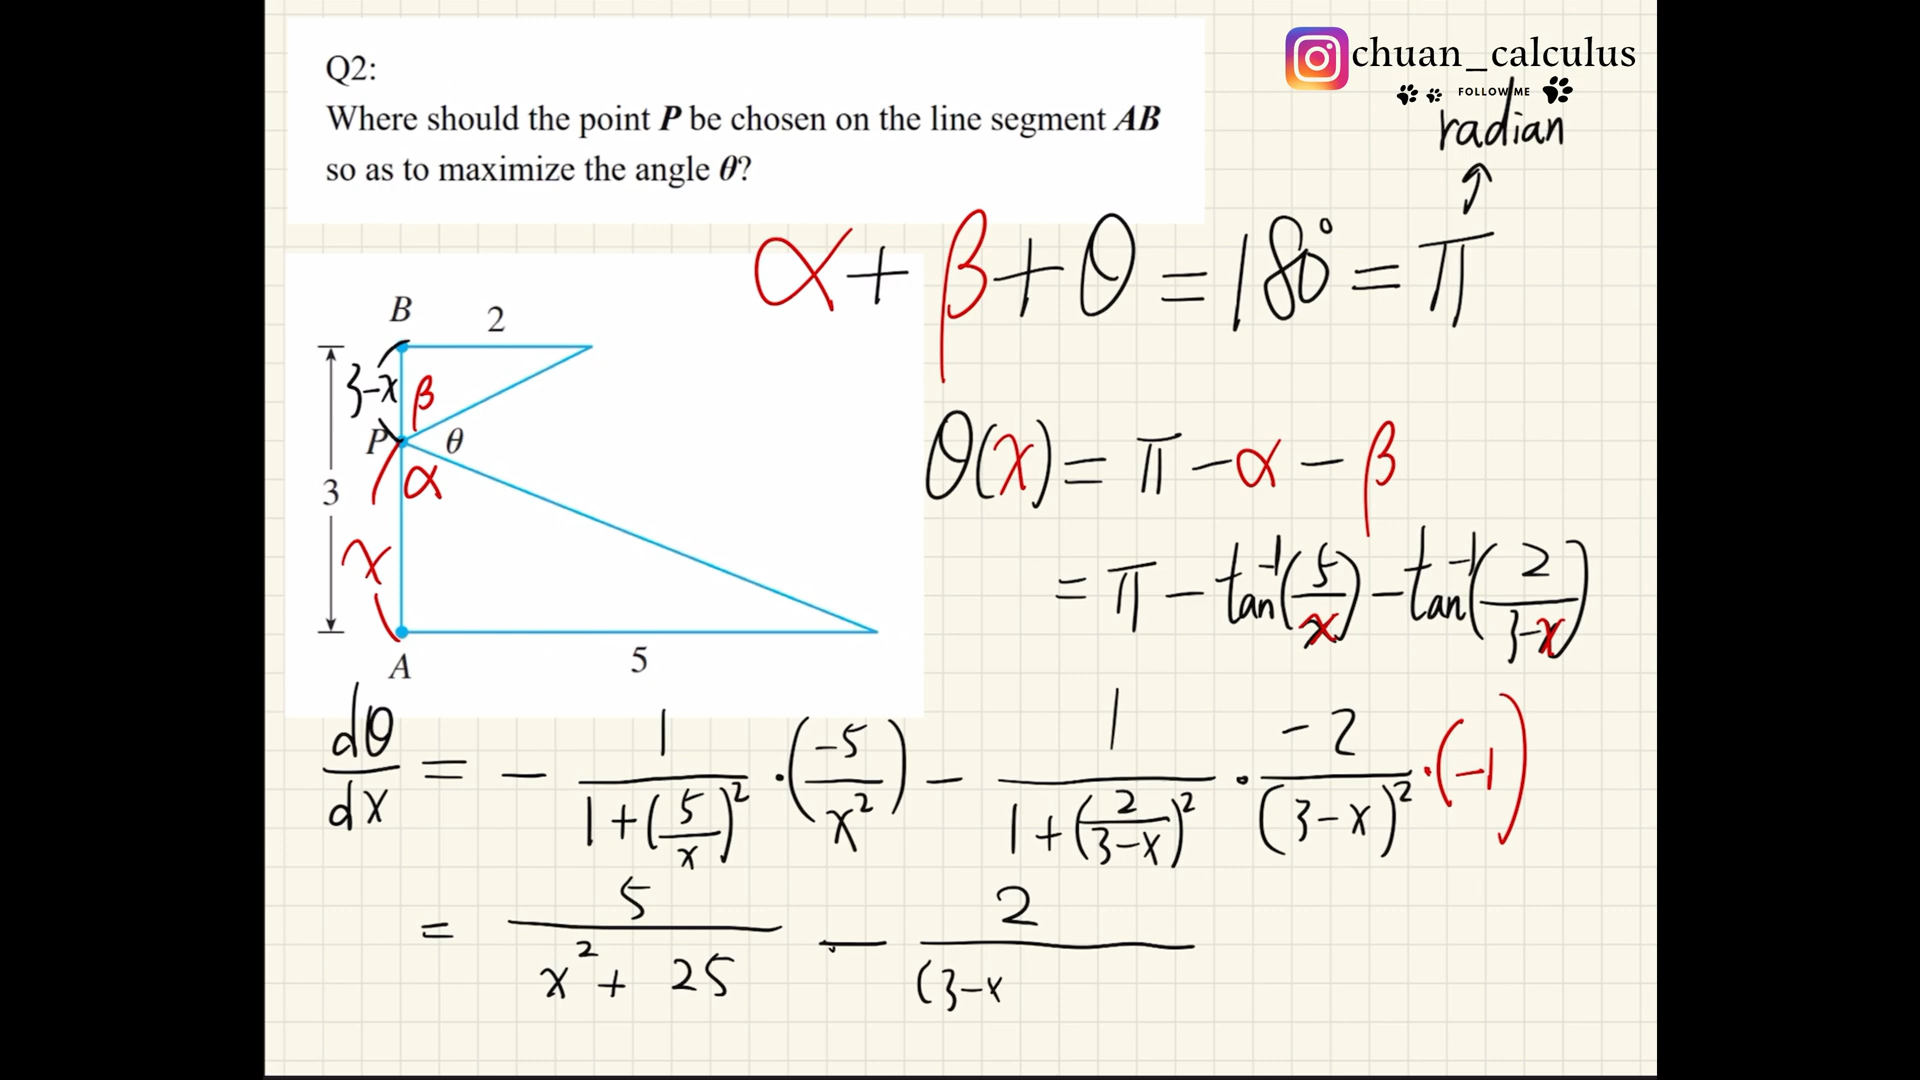 Q2:
Where should the point P be chosen on the line segment AB
so as to maximize the angle θ?
chuan_calculus
FOLLOW ME
radian
↑
α + β + θ = 180° = π
B
2
3-x
β
P
θ
α
3
x
A
5
θ(x) = π - α - β
= π - tan⁻¹(5/x) - tan⁻¹(2/(3-x))
dθ/dx = - 1/(1+(5/x)²) · (-5/x²) - 1/(1+(2/(3-x))²) · -2/(3-x)² · (-1)
= 5/(x²+25) - 2/(3-x